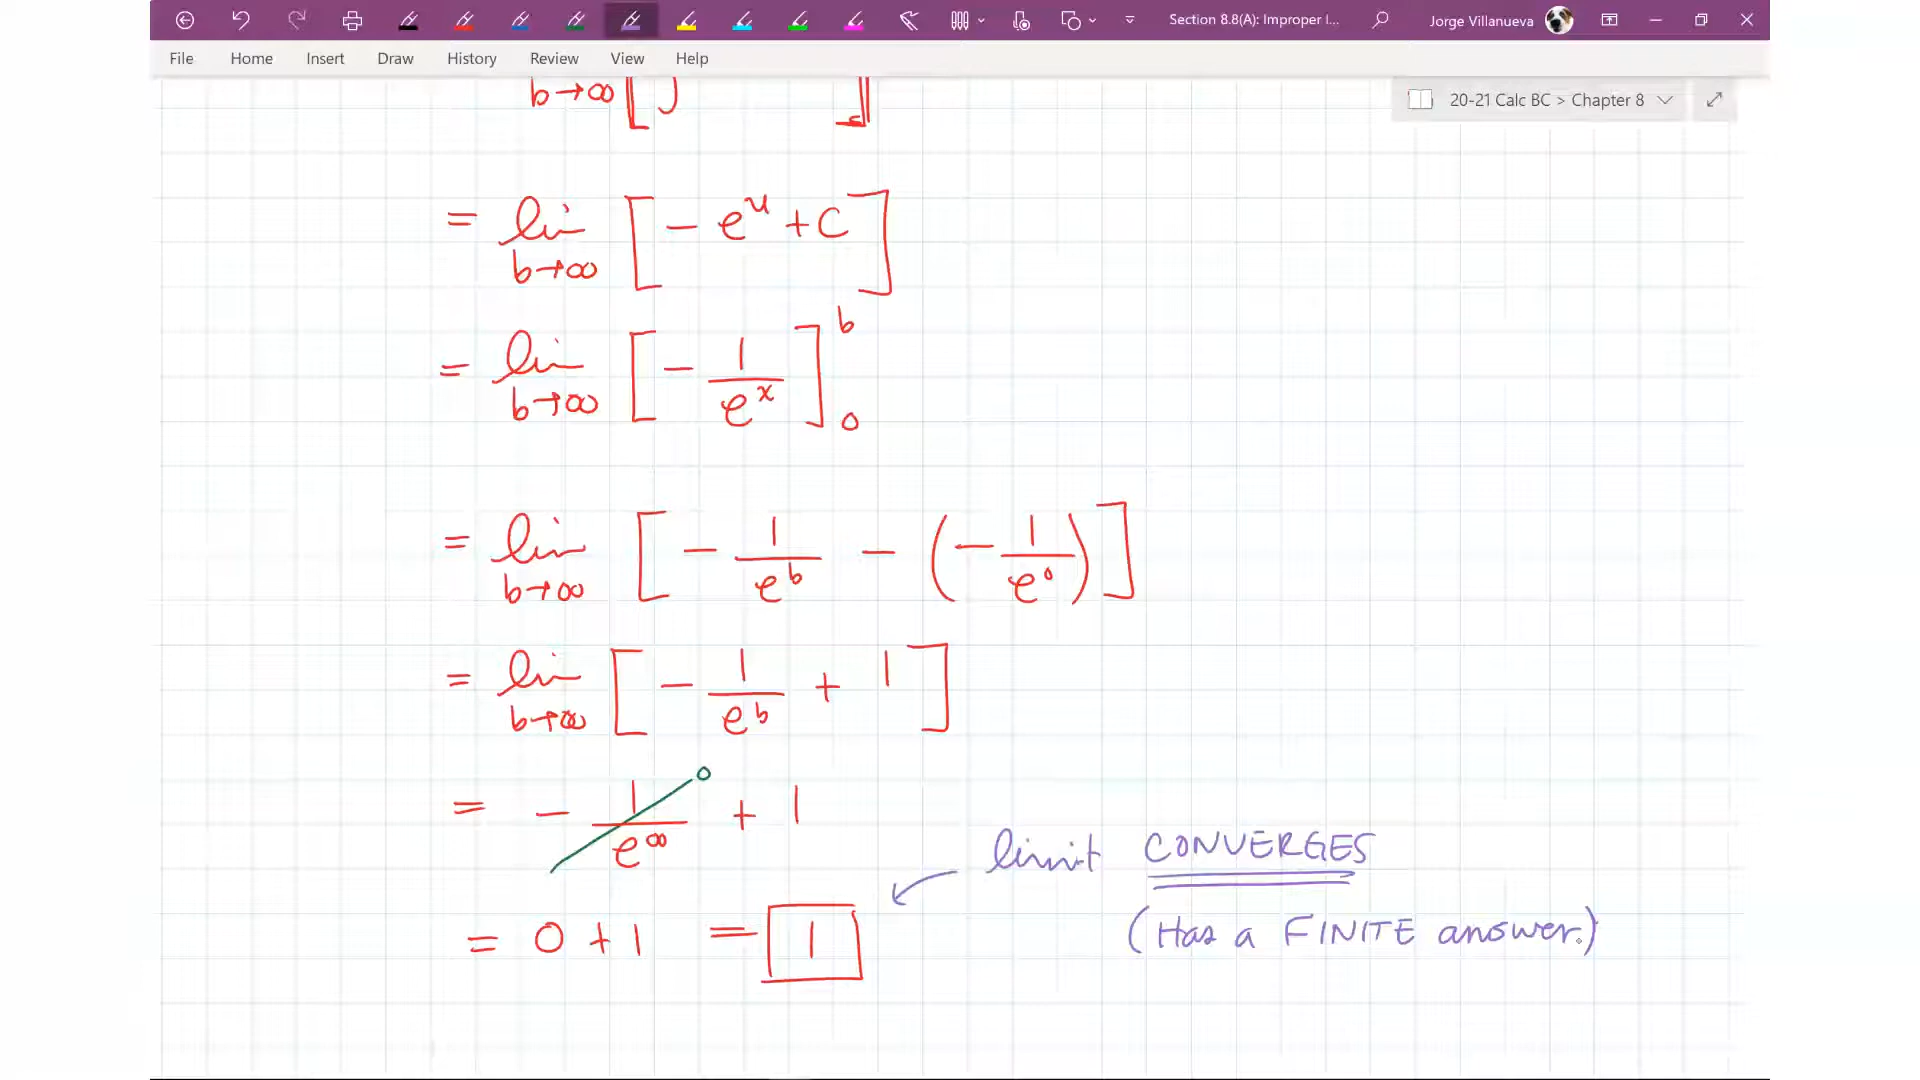 Section 8.8(A): Improper I... Jorge Villanueva
File Home Insert Draw History Review View Help
20-21 Calc BC > Chapter 8
b→∞ [ ∫ ]
= lim b→∞ [ - e^u + C ]
= lim b→∞ [ - 1/e^x ] b 0
= lim b→∞ [ - 1/e^b - ( - 1/e^0 ) ]
= lim b→∞ [ - 1/e^b + 1 ]
= - 1/e^∞ 0 + 1
limit CONVERGES
= 0 + 1 = 1 (Has a FINITE answer.)